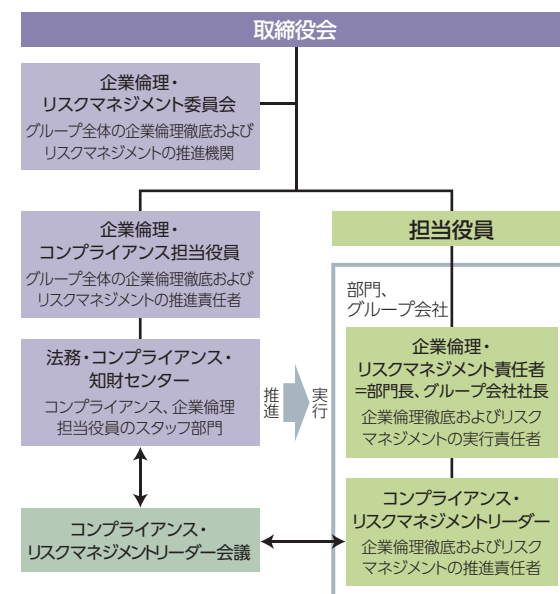 取締役会
企業倫理・
リスクマネジメント委員会
グループ全体の企業倫理徹底および
リスクマネジメントの推進機関
企業倫理・
コンプライアンス担当役員
グループ全体の企業倫理徹底および
リスクマネジメントの推進責任者
法務・コンプライアンス・
知財センター
コンプライアンス、企業倫理
担当役員のスタッフ部門
コンプライアンス・
リスクマネジメントリーダー会議
推進
実行
担当役員
部門、
グループ会社
企業倫理・
リスクマネジメント責任者
=部門長、グループ会社社長
企業倫理徹底およびリスク
マネジメントの実行責任者
コンプライアンス・
リスクマネジメントリーダー
企業倫理徹底およびリスク
マネジメントの推進責任者